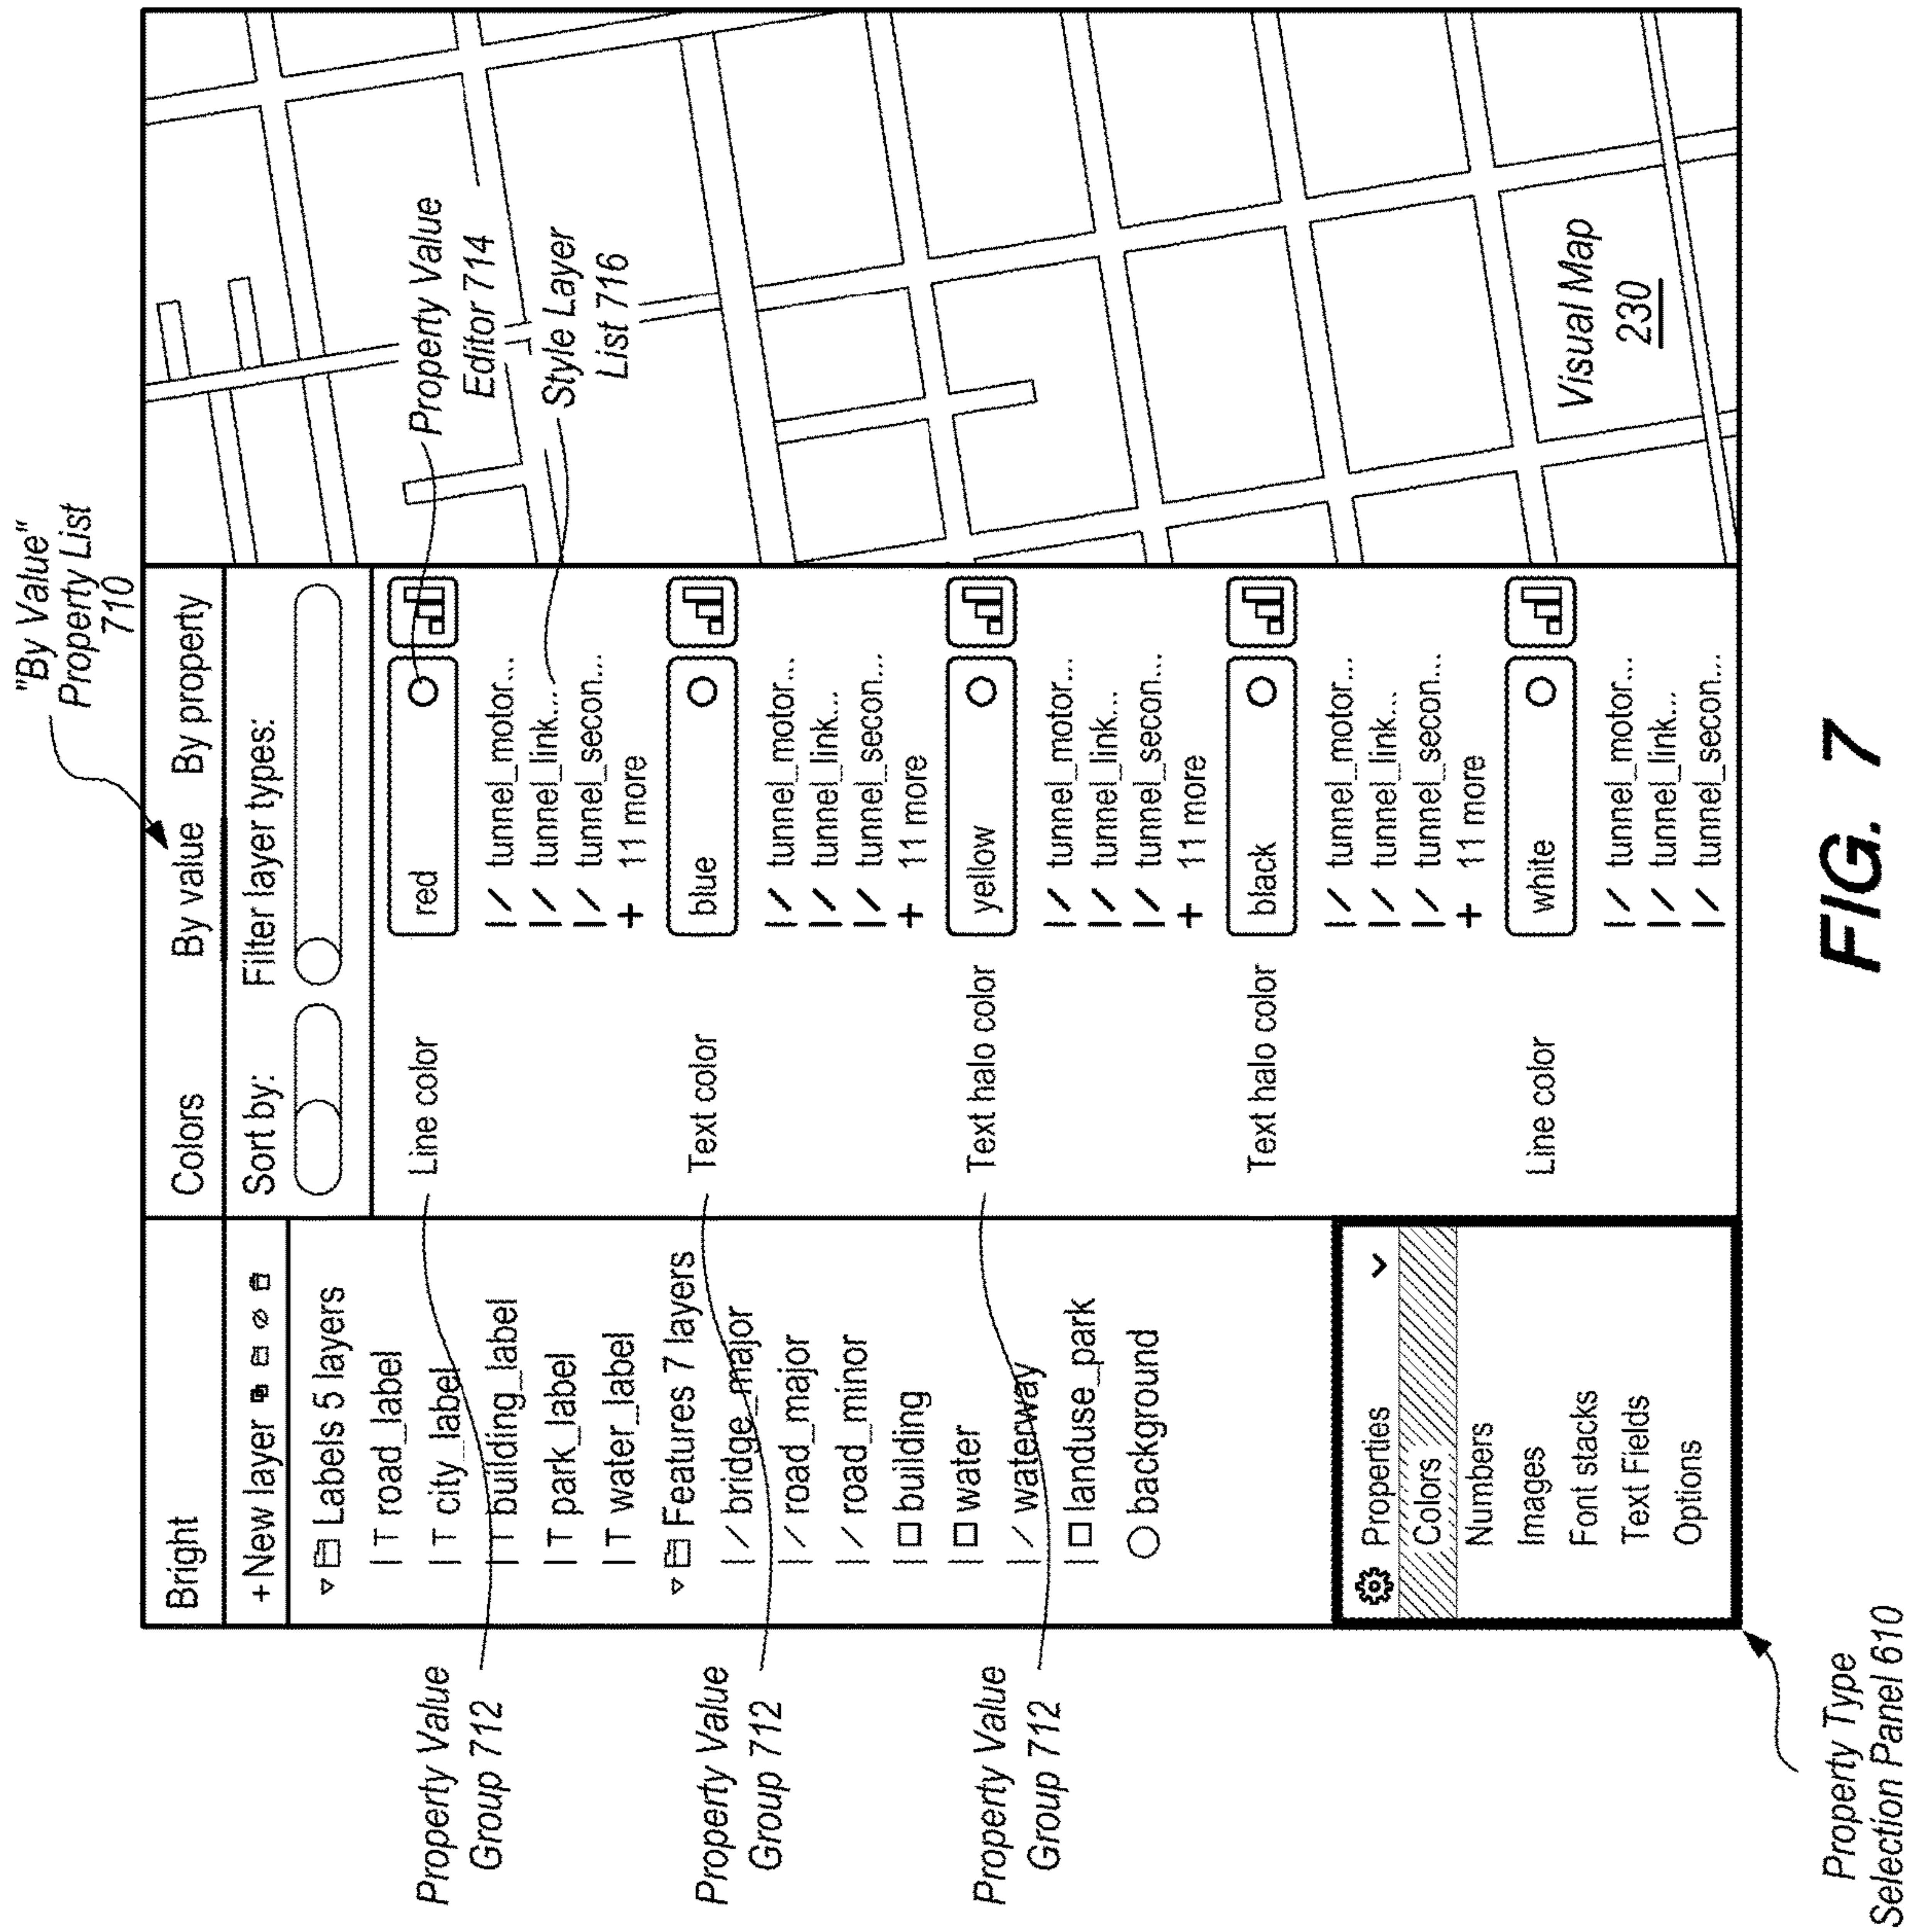 "By Value"
Property List
710
Bright
Colors
By value
By property
+ New layer
Sort by:
Filter layer types:
Labels 5 layers
T road_label
T city_label
T building_label
T park_label
T water_label
Features 7 layers
bridge_major
road_major
road_minor
building
water
waterway
landuse_park
background
Properties
Colors
Numbers
Images
Font stacks
Text Fields
Options
Line color
red
tunnel_motor...
tunnel_link...
tunnel_secon...
+ 11 more
Text color
blue
tunnel_motor...
tunnel_link...
tunnel_secon...
+ 11 more
Text halo color
yellow
tunnel_motor...
tunnel_link...
tunnel_secon...
+ 11 more
Text halo color
black
tunnel_motor...
tunnel_link...
tunnel_secon...
+ 11 more
Line color
white
tunnel_motor...
tunnel_link...
tunnel_secon...
Property Value
Editor 714
Style Layer
List 716
Visual Map
230
Property Value
Group 712
Property Value
Group 712
Property Value
Group 712
Property Type
Selection Panel 610
FIG. 7